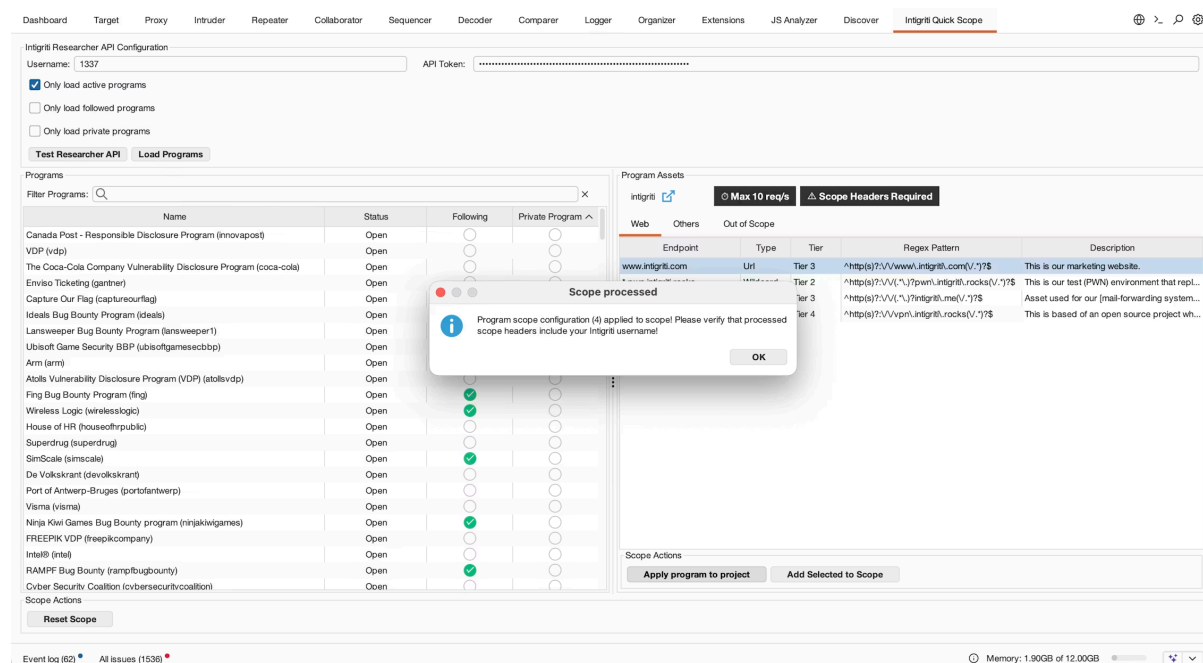 Dashboard Target Proxy Intruder Repeater Collaborator Sequencer Decoder Comparer Logger Organizer Extensions JS Analyzer Discover Intigriti Quick Scope
Intigriti Researcher API Configuration
Username: 1337 API Token:
Only load active programs
Only load followed programs
Only load private programs
Test Researcher API Load Programs
Programs
Filter Programs:
Name Status Following Private Program
Canada Post - Responsible Disclosure Program (innovapost) Open
VDP (vdp) Open
The Coca-Cola Company Vulnerability Disclosure Program (coca-cola) Open
Enviso Ticketing (gantner) Open
Capture Our Flag (captureourflag) Open
Ideals Bug Bounty Program (ideals) Open
Lansweeper Bug Bounty Program (lansweeper1) Open
Ubisoft Game Security BBP (ubisoftgamesecbbp) Open
Arm (arm) Open
Atolls Vulnerability Disclosure Program (VDP) (atollsvdp) Open
Fing Bug Bounty Program (fing) Open
Wireless Logic (wirelesslogic) Open
House of HR (houseofhrpublic) Open
Superdrug (superdrug) Open
SimScale (simscale) Open
De Volkskrant (devolkskrant) Open
Port of Antwerp-Bruges (portofantwerp) Open
Visma (visma) Open
Ninja Kiwi Games Bug Bounty program (ninjakiwigames) Open
FREEPIK VDP (freepikcompany) Open
Intel® (intel) Open
RAMPF Bug Bounty (rampfbugbounty) Open
Cyber Security Coalition (cybersecuritycoalition) Open
Scope Actions
Reset Scope
Program Assets
intigriti Max 10 req/s Scope Headers Required
Web Others Out of Scope
Endpoint Type Tier Regex Pattern Description
www.intigriti.com Url Tier 3 ^http(s)?:\/\/www\.intigriti\.com(\/.*)?$ This is our marketing website.
Tier 2 ^http(s)?:\/\/(.*\.)?pwn\.intigriti\.rocks(\/.*)?$ This is our test (PWN) environment that repl...
Tier 3 ^http(s)?:\/\/(.*\.)?intigriti\.me(\/.*)?$ Asset used for our [mail-forwarding system...
Tier 4 ^http(s)?:\/\/vpn\.intigriti\.rocks(\/.*)?$ This is based of an open source project wh...
Scope processed
Program scope configuration (4) applied to scope! Please verify that processed
scope headers include your Intigriti username!
OK
Scope Actions
Apply program to project Add Selected to Scope
Event log (62) All issues (1536) Memory: 1.90GB of 12.00GB